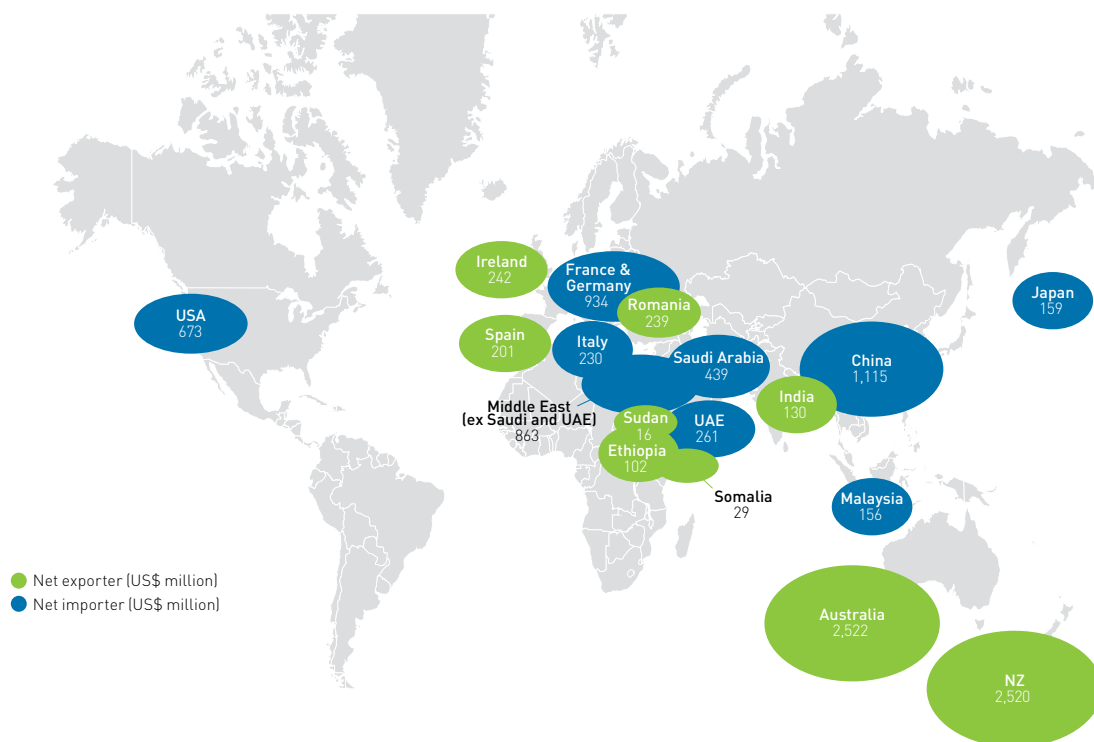 Ireland
242
France &
Germany
934
Romania
239
Japan
159
USA
673
Spain
201
Italy
230
Saudi Arabia
439
China
1,115
India
130
Middle East
(ex Saudi and UAE)
863
Sudan
16
UAE
261
Ethiopia
102
Somalia
29
Malaysia
156
Net exporter (US$ million)
Net importer (US$ million)
Australia
2,522
NZ
2,520